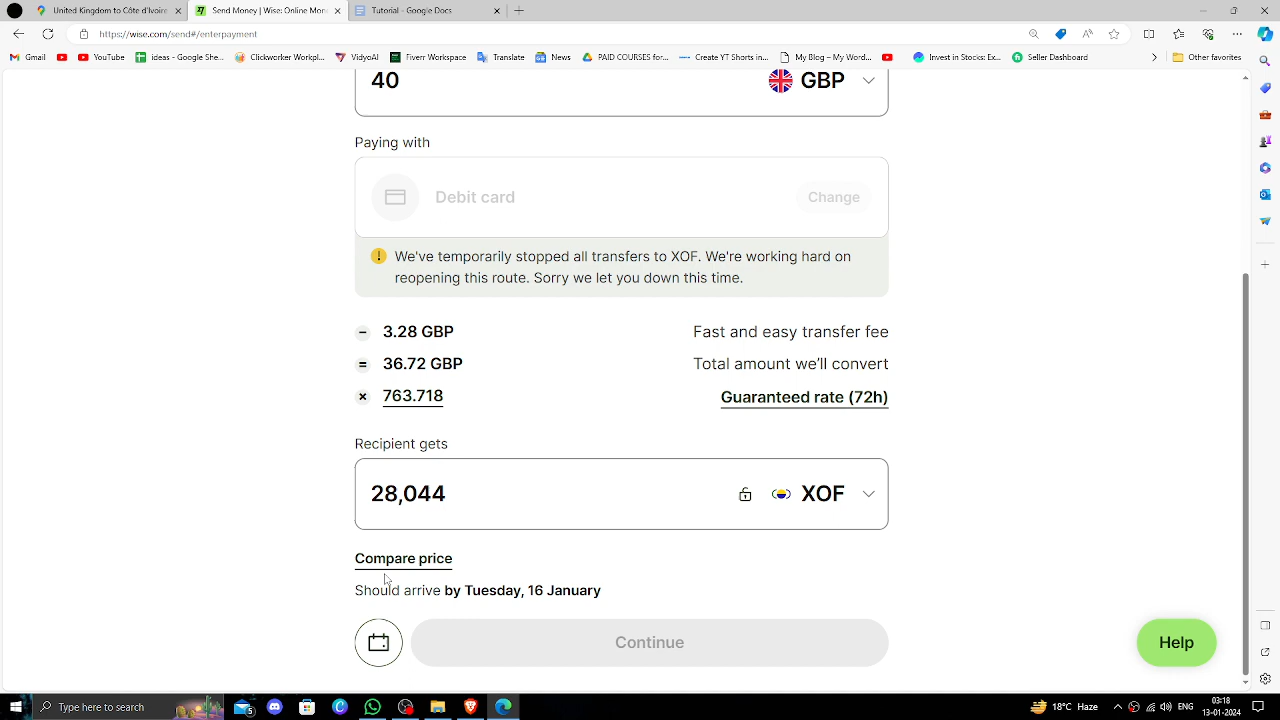 United Kingdom to Côte d'Ivoire
Send Money | Wise: Online Mon
Tutorial - Google Docs
https://wise.com/send#/enterpayment
Gmail
YouTube
ideas - Google She
Clickworker Workpl...
VidyoAI
Fiverr Workspace
Translate
News
PAID COURSES for...
Create YT Shorts in...
My Blog – My Word...
Invest in Stocks: Ex...
Seller Dashboard
Other favorites
40
GBP
Paying with
Debit card
Change
We've temporarily stopped all transfers to XOF. We're working hard on
reopening this route. Sorry we let you down this time.
– 3.28 GBP Fast and easy transfer fee
= 36.72 GBP Total amount we'll convert
× 763.718 Guaranteed rate (72h)
Recipient gets
28,044
XOF
Compare price
Should arrive by Tuesday, 16 January
Continue
Help
Type here to search
5
18°C Haze
ENG
03:18
13-01-2024